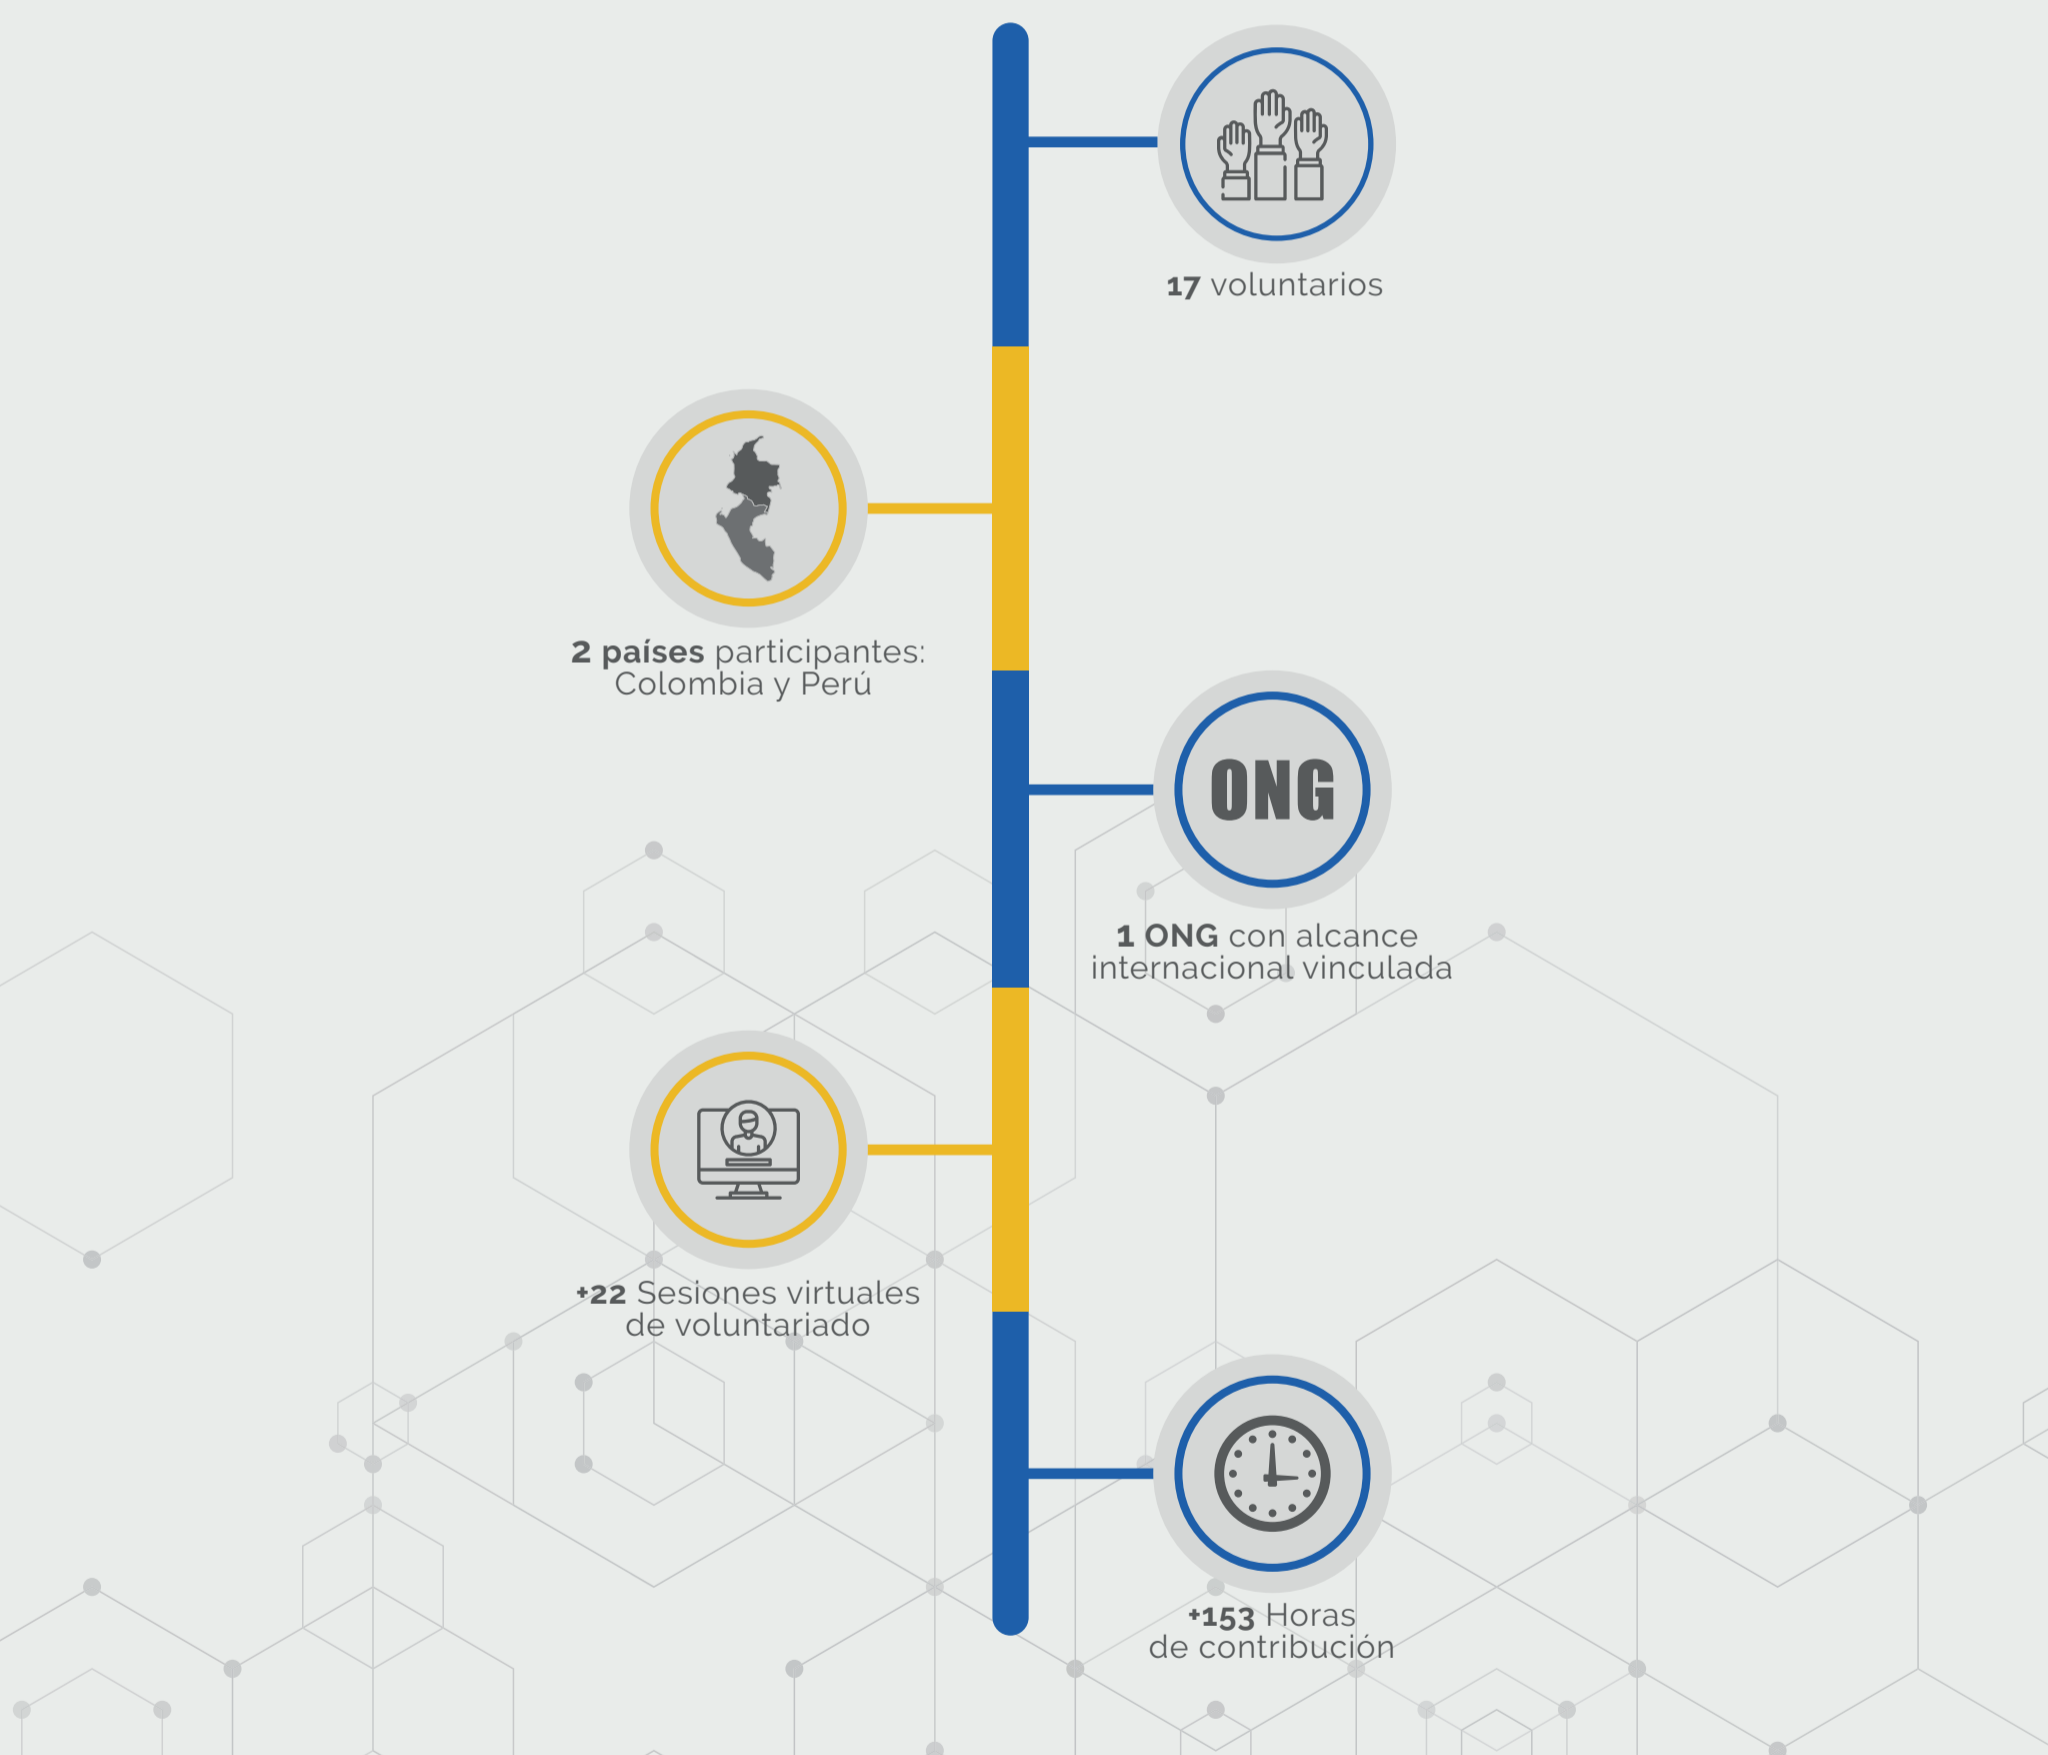 17 voluntarios
2 países participantes:
Colombia y Perú
ONG
1 ONG con alcance
internacional vinculada
+22 Sesiones virtuales
de voluntariado
+153 Horas
de contribución